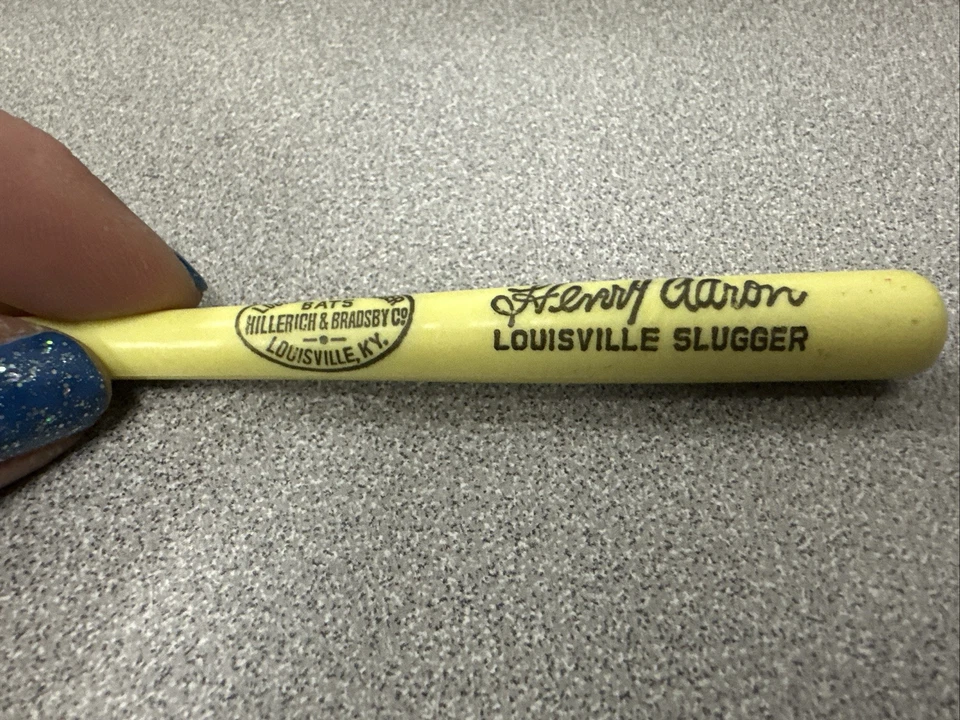 BATS
HILLERICH & BRADSBY Cº
LOUISVILLE, KY.
Henry Aaron
LOUISVILLE SLUGGER